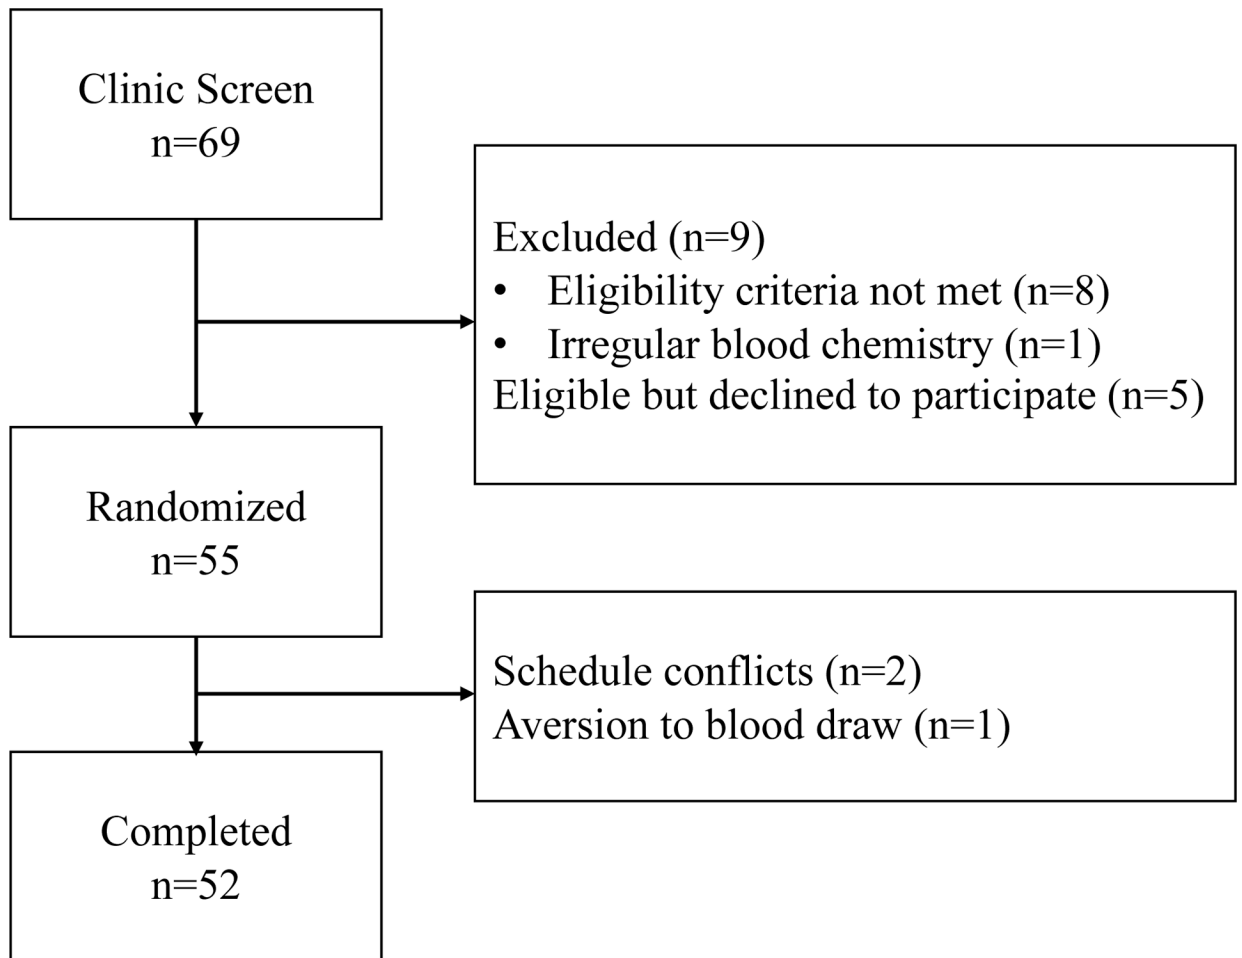 Clinic Screen
n=69
Excluded (n=9)
• Eligibility criteria not met (n=8)
• Irregular blood chemistry (n=1)
Eligible but declined to participate (n=5)
Randomized
n=55
Schedule conflicts (n=2)
Aversion to blood draw (n=1)
Completed
n=52